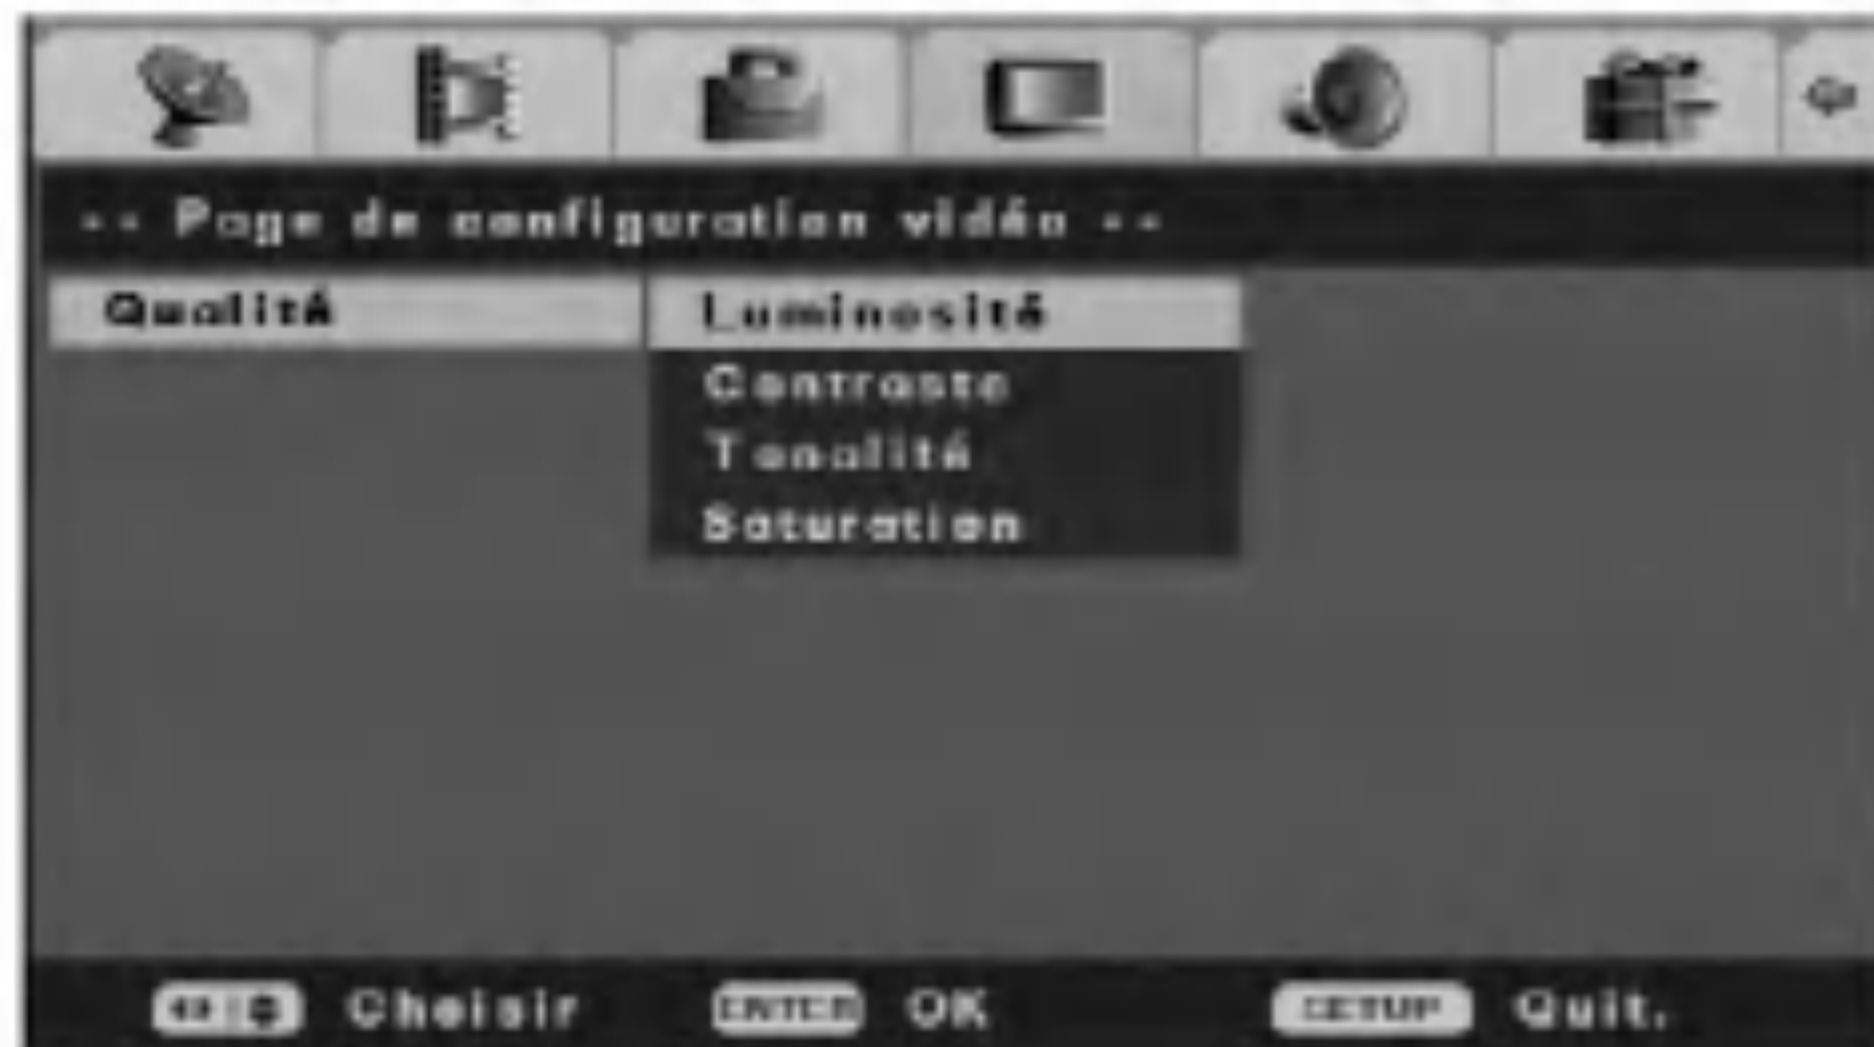 -- Page de configuration vidéo --
Qualité Luminosité
Contraste
Tonalité
Saturation
Choisir ENTER OK SETUP Quit.